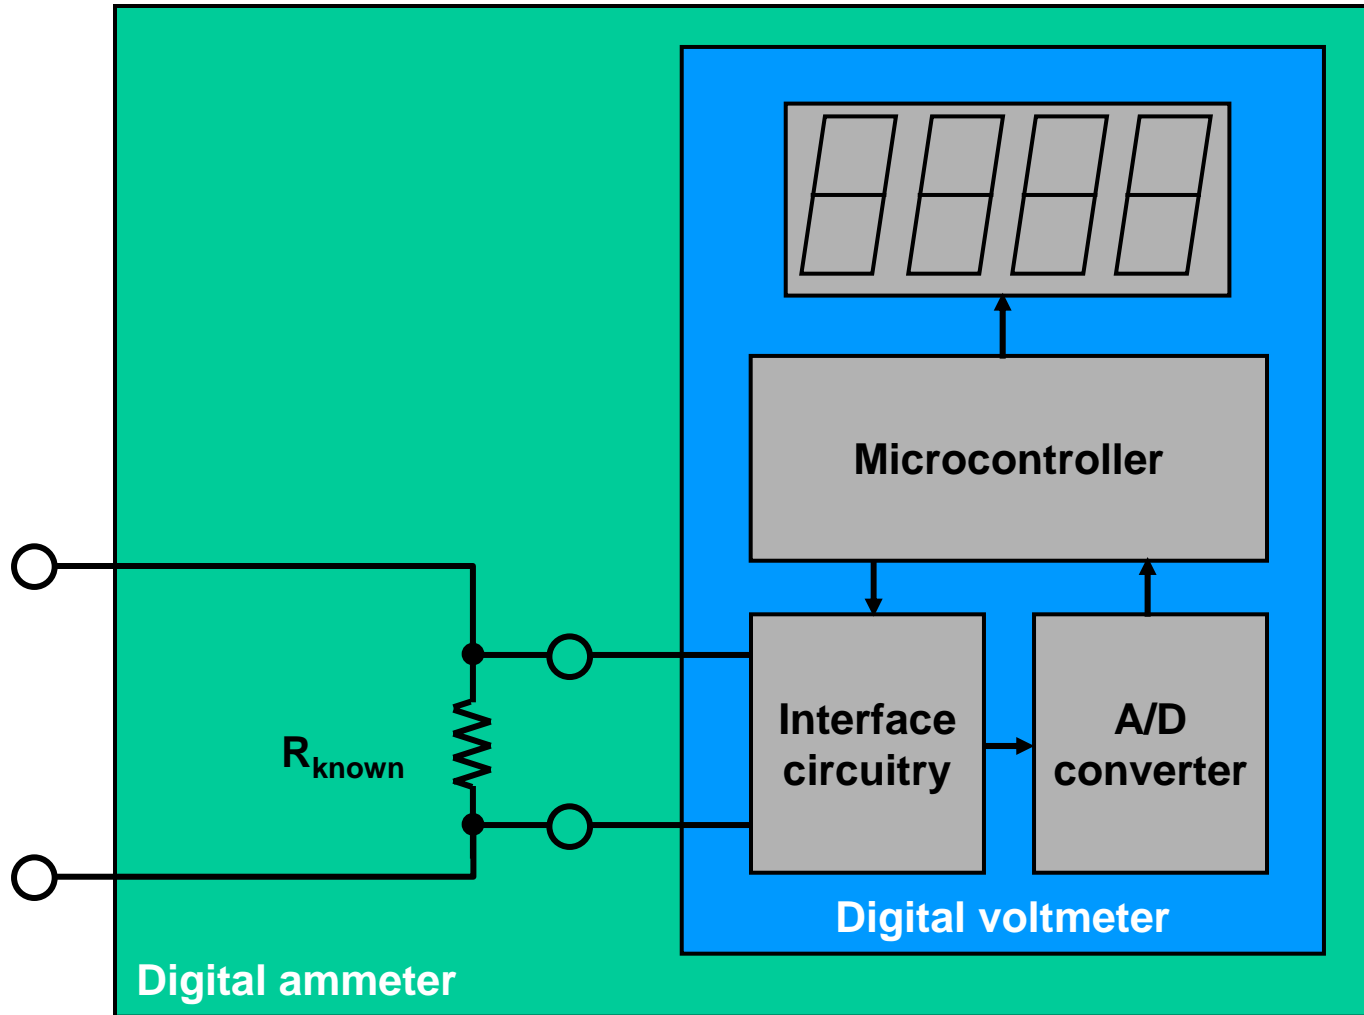 Microcontroller
Interface
circuitry
A/D
converter
Rknown
Digital voltmeter
Digital ammeter